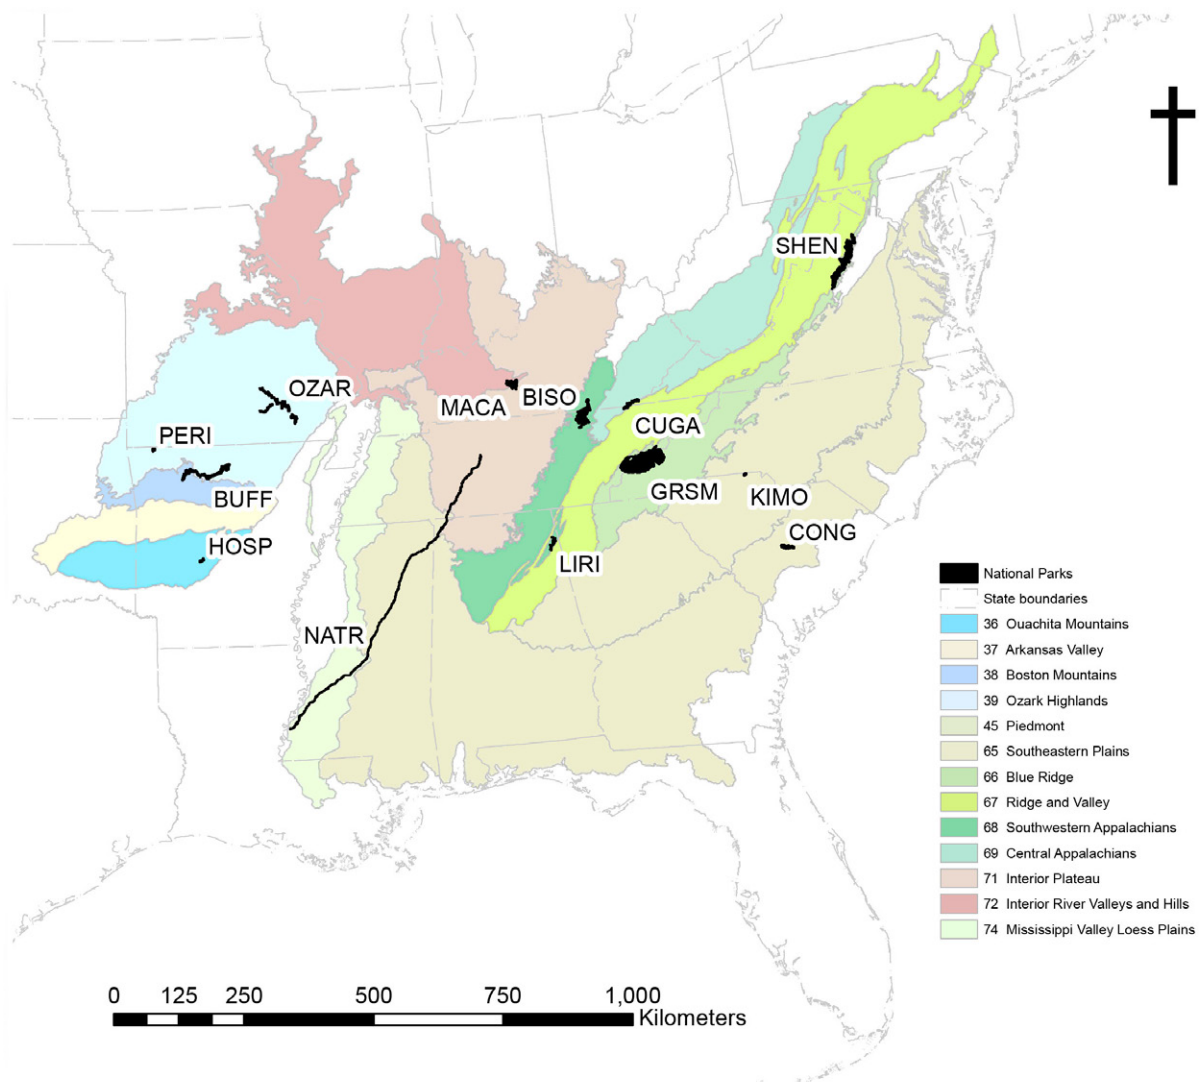 SHEN
OZAR
MACA
BISO
CUGA
PERI
BUFF
GRSM
KIMO
HOSP
CONG
LIRI
NATR
National Parks
State boundaries
36 Ouachita Mountains
37 Arkansas Valley
38 Boston Mountains
39 Ozark Highlands
45 Piedmont
65 Southeastern Plains
66 Blue Ridge
67 Ridge and Valley
68 Southwestern Appalachians
69 Central Appalachians
71 Interior Plateau
72 Interior River Valleys and Hills
74 Mississippi Valley Loess Plains
0 125 250 500 750 1,000
Kilometers